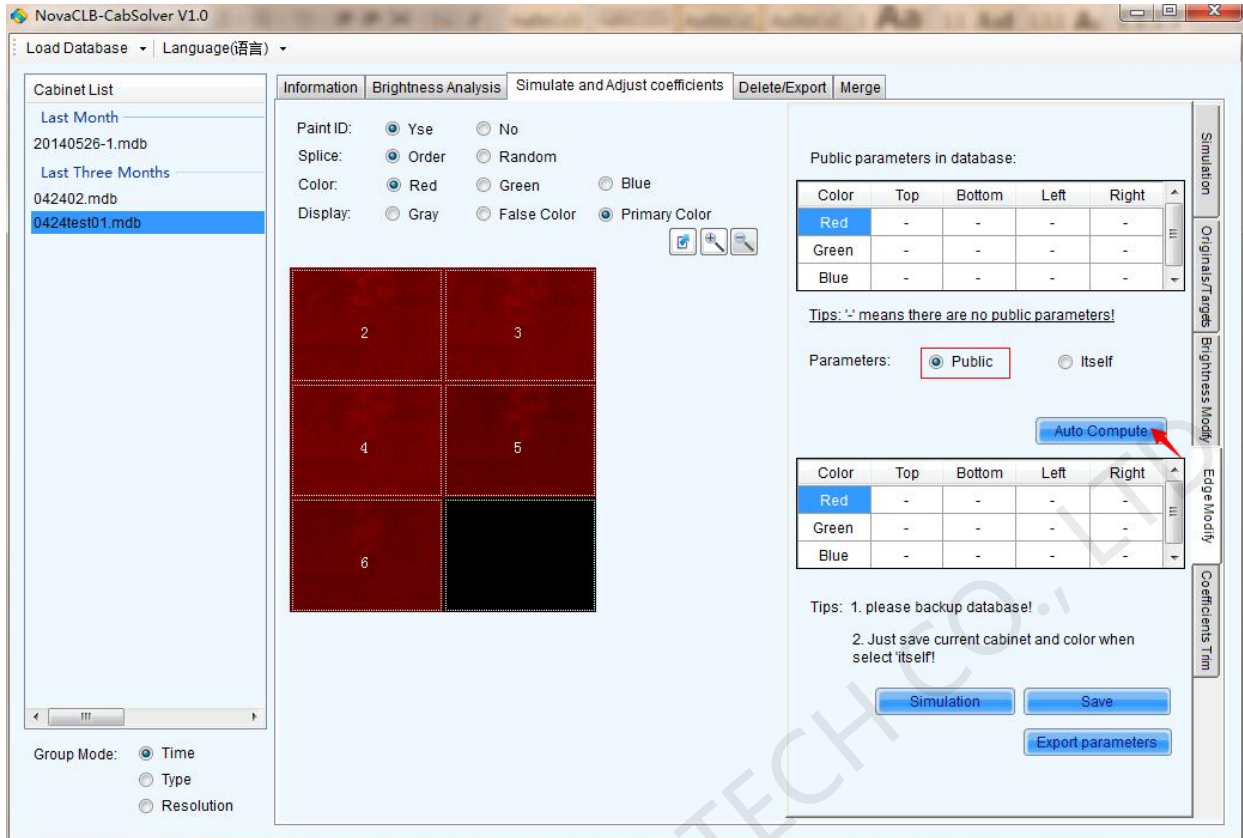 NovaCLB-CabSolver V1.0
Load Database Language(语言)
Cabinet List
Last Month
20140526-1.mdb
Last Three Months
042402.mdb
0424test01.mdb
Group Mode: Time
Type
Resolution
Information Brightness Analysis Simulate and Adjust coefficients Delete/Export Merge
Paint ID: Yse No
Splice: Order Random
Color: Red Green Blue
Display: Gray False Color Primary Color
2 3
4 5
6
Public parameters in database:
Color Top Bottom Left Right
Red - - - -
Green - - - -
Blue - - - -
Tips: '-' means there are no public parameters!
Parameters: Public Itself
Auto Compute
Color Top Bottom Left Right
Red - - - -
Green - - - -
Blue - - - -
Tips: 1. please backup database!
2. Just save current cabinet and color when
select 'itself'!
Simulation Save
Export parameters
Simulation
Originals/Targets
Brightness Modify
Edge Modify
Coefficients Trim
TECH CO., LTD